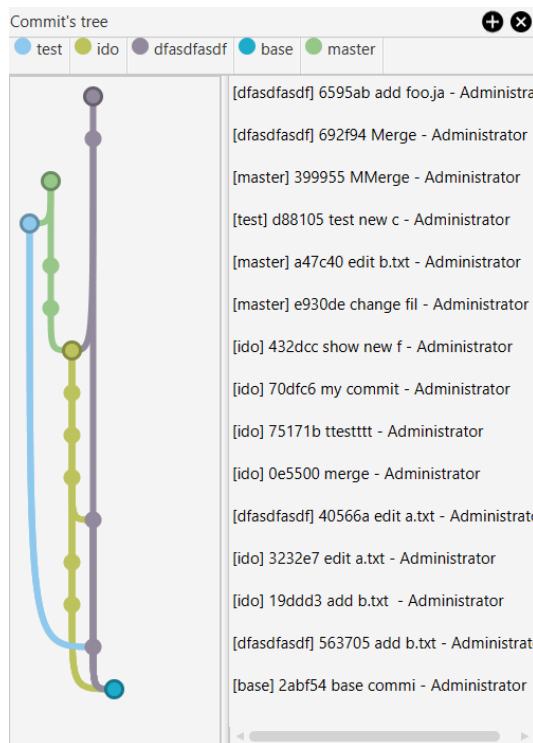 Commit's tree
test ido dfasdfasdf base master
[dfasdfasdf] 6595ab add foo.ja - Administra
[dfasdfasdf] 692f94 Merge - Administrator
[master] 399955 MMerge - Administrator
[test] d88105 test new c - Administrator
[master] a47c40 edit b.txt - Administrator
[master] e930de change fil - Administrator
[ido] 432dcc show new f - Administrator
[ido] 70dfc6 my commit - Administrator
[ido] 75171b ttestttt - Administrator
[ido] 0e5500 merge - Administrator
[dfasdfasdf] 40566a edit a.txt - Administrato
[ido] 3232e7 edit a.txt - Administrator
[ido] 19ddd3 add b.txt  - Administrator
[dfasdfasdf] 563705 add b.txt - Administrat
[base] 2abf54 base commi - Administrator